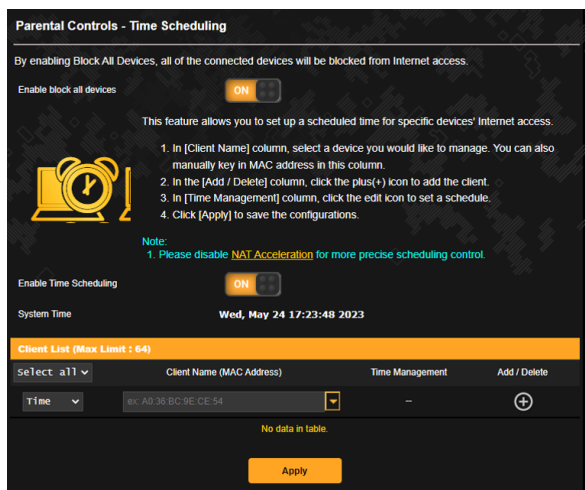 Parental Controls - Time Scheduling
By enabling Block All Devices, all of the connected devices will be blocked from Internet access.
Enable block all devices
ON
This feature allows you to set up a scheduled time for specific devices' Internet access.
1. In [Client Name] column, select a device you would like to manage. You can also
manually key in MAC address in this column.
2. In the [Add / Delete] column, click the plus(+) icon to add the client.
3. In [Time Management] column, click the edit icon to set a schedule.
4. Click [Apply] to save the configurations.
Note:
1. Please disable NAT Acceleration for more precise scheduling control.
Enable Time Scheduling
ON
System Time
Wed, May 24 17:23:48 2023
Client List (Max Limit : 64)
Select all
Client Name (MAC Address)
Time Management
Add / Delete
Time
ex: A0:36:BC:9E:CE:54
--
No data in table.
Apply